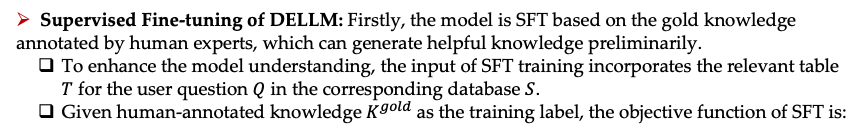 ➢ Supervised Fine-tuning of DELLM: Firstly, the model is SFT based on the gold knowledge
annotated by human experts, which can generate helpful knowledge preliminarily.
❑ To enhance the model understanding, the input of SFT training incorporates the relevant table
T for the user question Q in the corresponding database S.
❑ Given human-annotated knowledge K^gold as the training label, the objective function of SFT is: